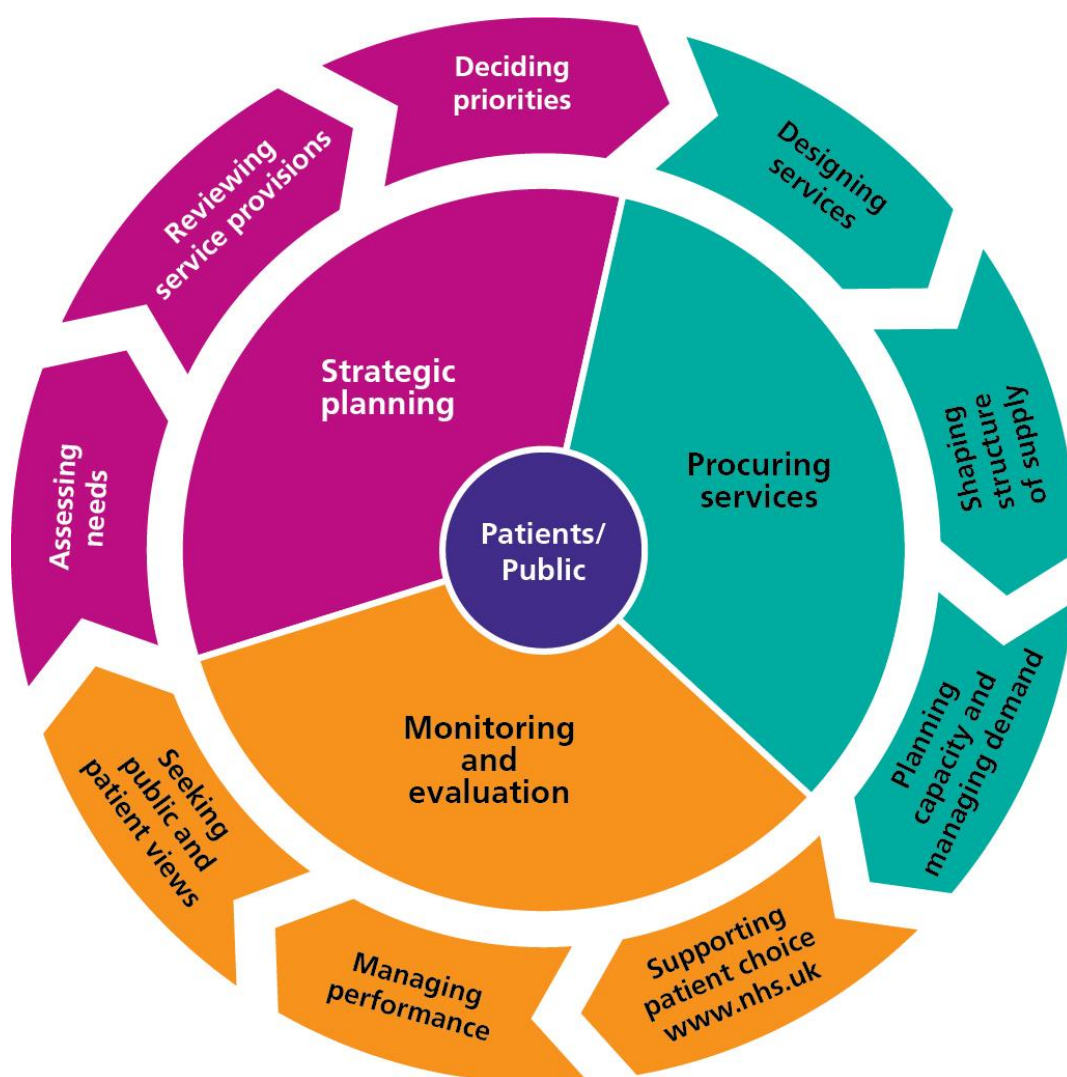 Deciding
priorities
Designing
services
Shaping
structure
of supply
Planning
capacity and
managing demand
Supporting
patient choice
www.nhs.uk
Managing
performance
Seeking
public and
patient views
Assessing
needs
Reviewing
service provisions
Strategic
planning
Procuring
services
Monitoring
and
evaluation
Patients/
Public